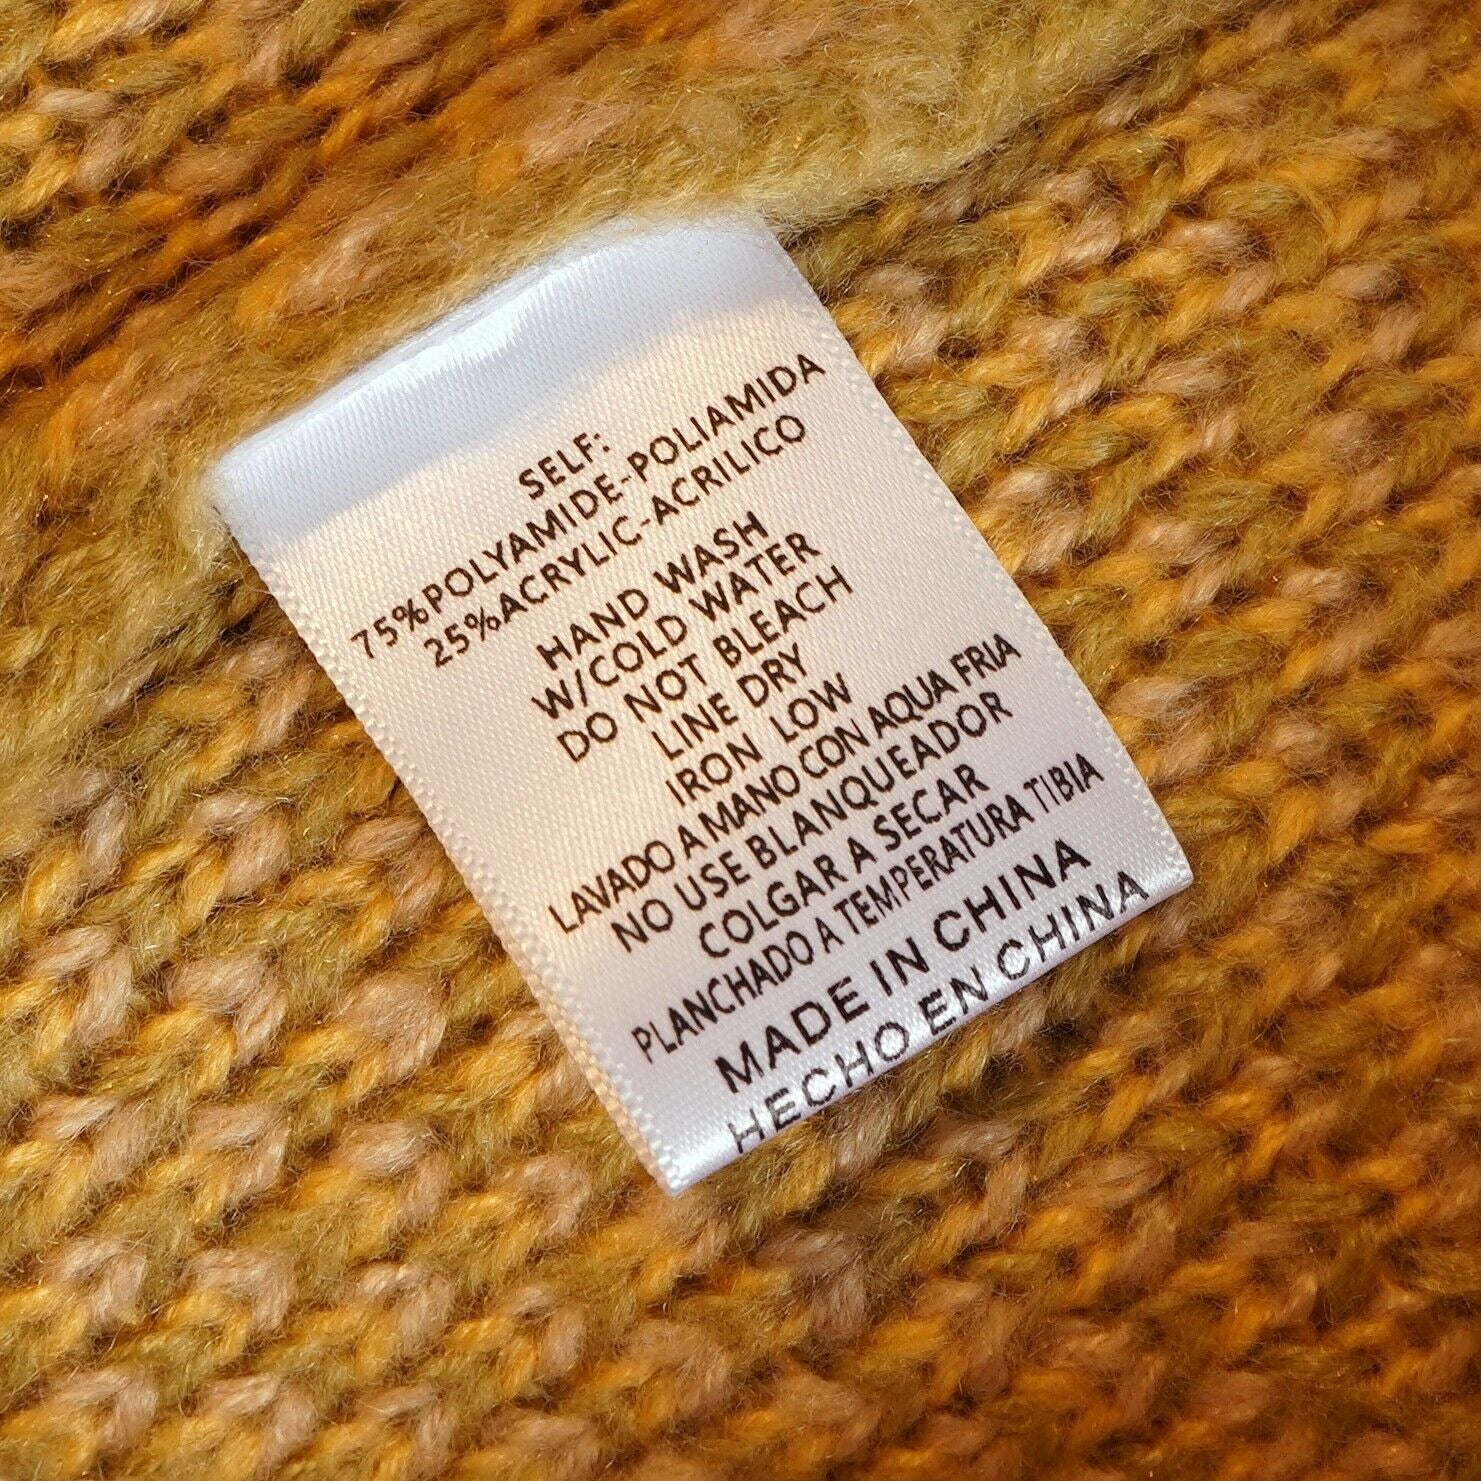 SELF:
75%POLYAMIDE-POLIAMIDA
25%ACRYLIC-ACRILICO
HAND WASH
W/COLD WATER
DO NOT BLEACH
LINE DRY
IRON LOW
LAVADO A MANO CON AQUA FRIA
NO USE BLANQUEADOR
COLGAR A SECAR
PLANCHADO A TEMPERATURA TIBIA
MADE IN CHINA
HECHO EN CHINA